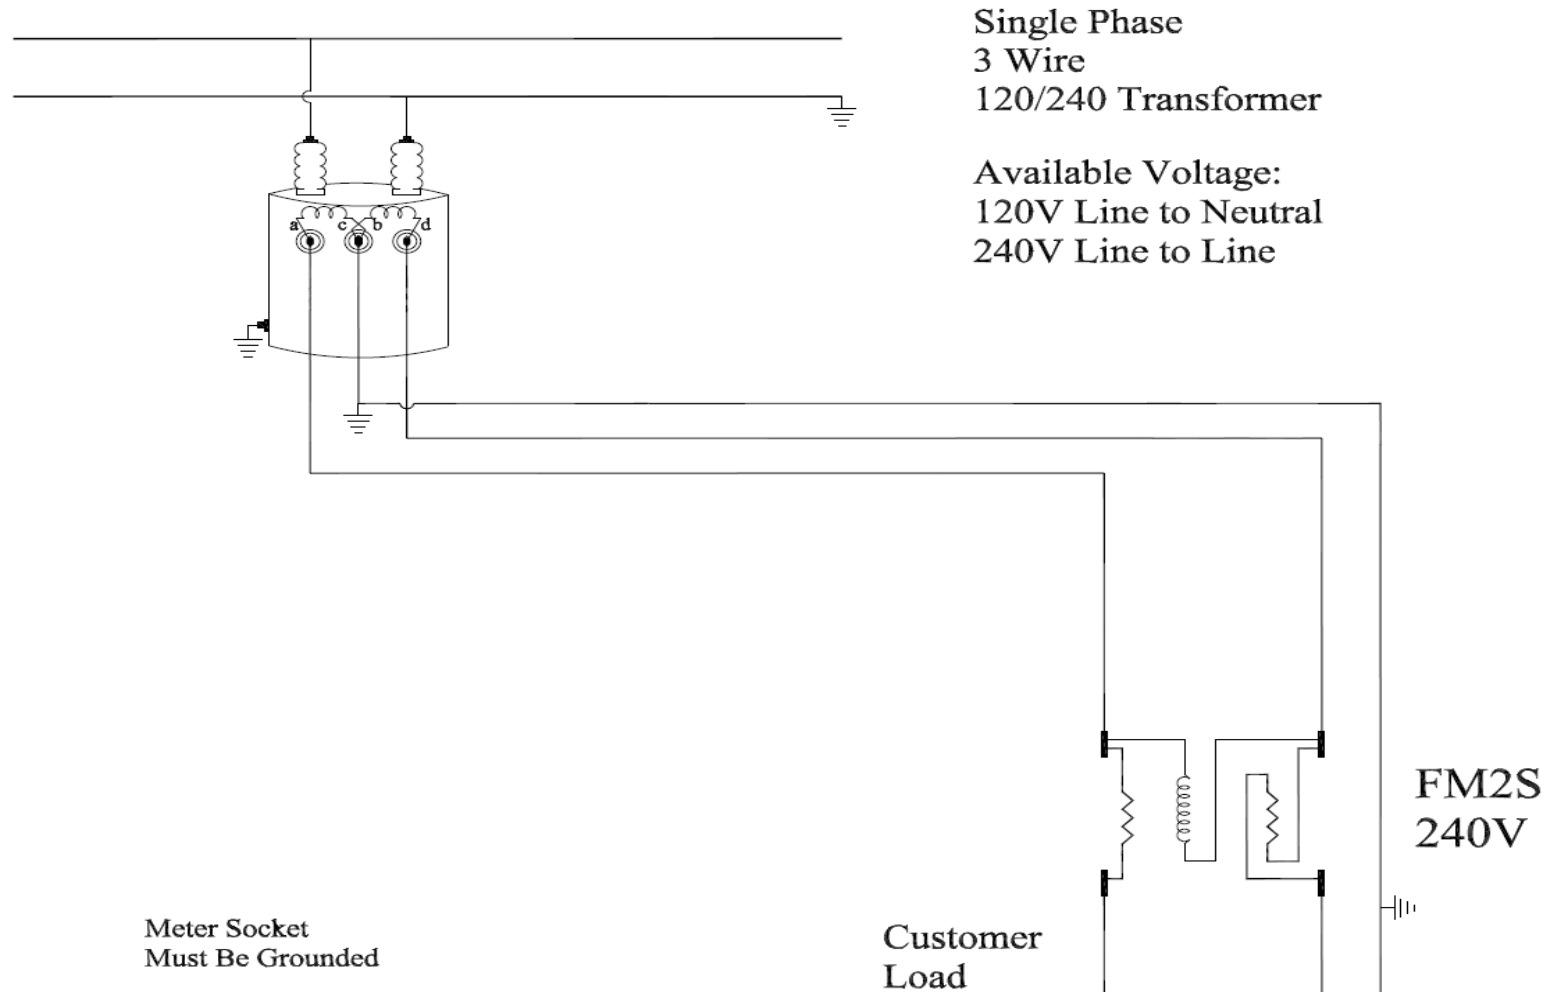 Single Phase
3 Wire
120/240 Transformer
Available Voltage:
120V Line to Neutral
240V Line to Line
a c b d
FM2S
240V
Meter Socket
Must Be Grounded
Customer
Load